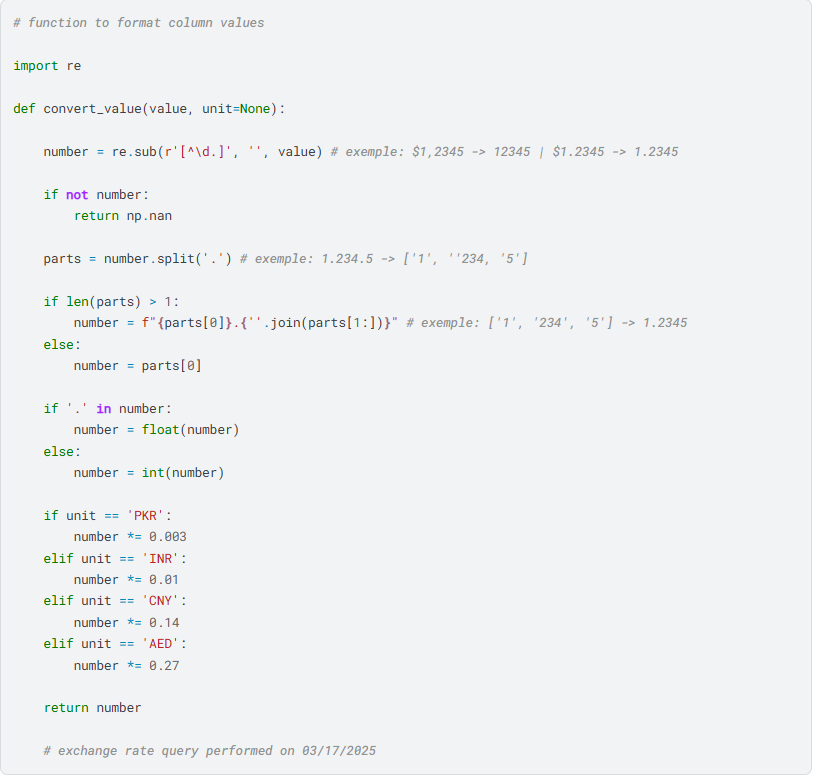 # function to format column values
import re
def convert_value(value, unit=None):
number = re.sub(r'[^\d.]', '', value) # exemple: $1,2345 -> 12345 | $1.2345 -> 1.2345
if not number:
return np.nan
parts = number.split('.') # exemple: 1.234.5 -> ['1', ''234, '5']
if len(parts) > 1:
number = f"{parts[0]}.{''.join(parts[1:])}" # exemple: ['1', '234', '5'] -> 1.2345
else:
number = parts[0]
if '.' in number:
number = float(number)
else:
number = int(number)
if unit == 'PKR':
number *= 0.003
elif unit == 'INR':
number *= 0.01
elif unit == 'CNY':
number *= 0.14
elif unit == 'AED':
number *= 0.27
return number
# exchange rate query performed on 03/17/2025